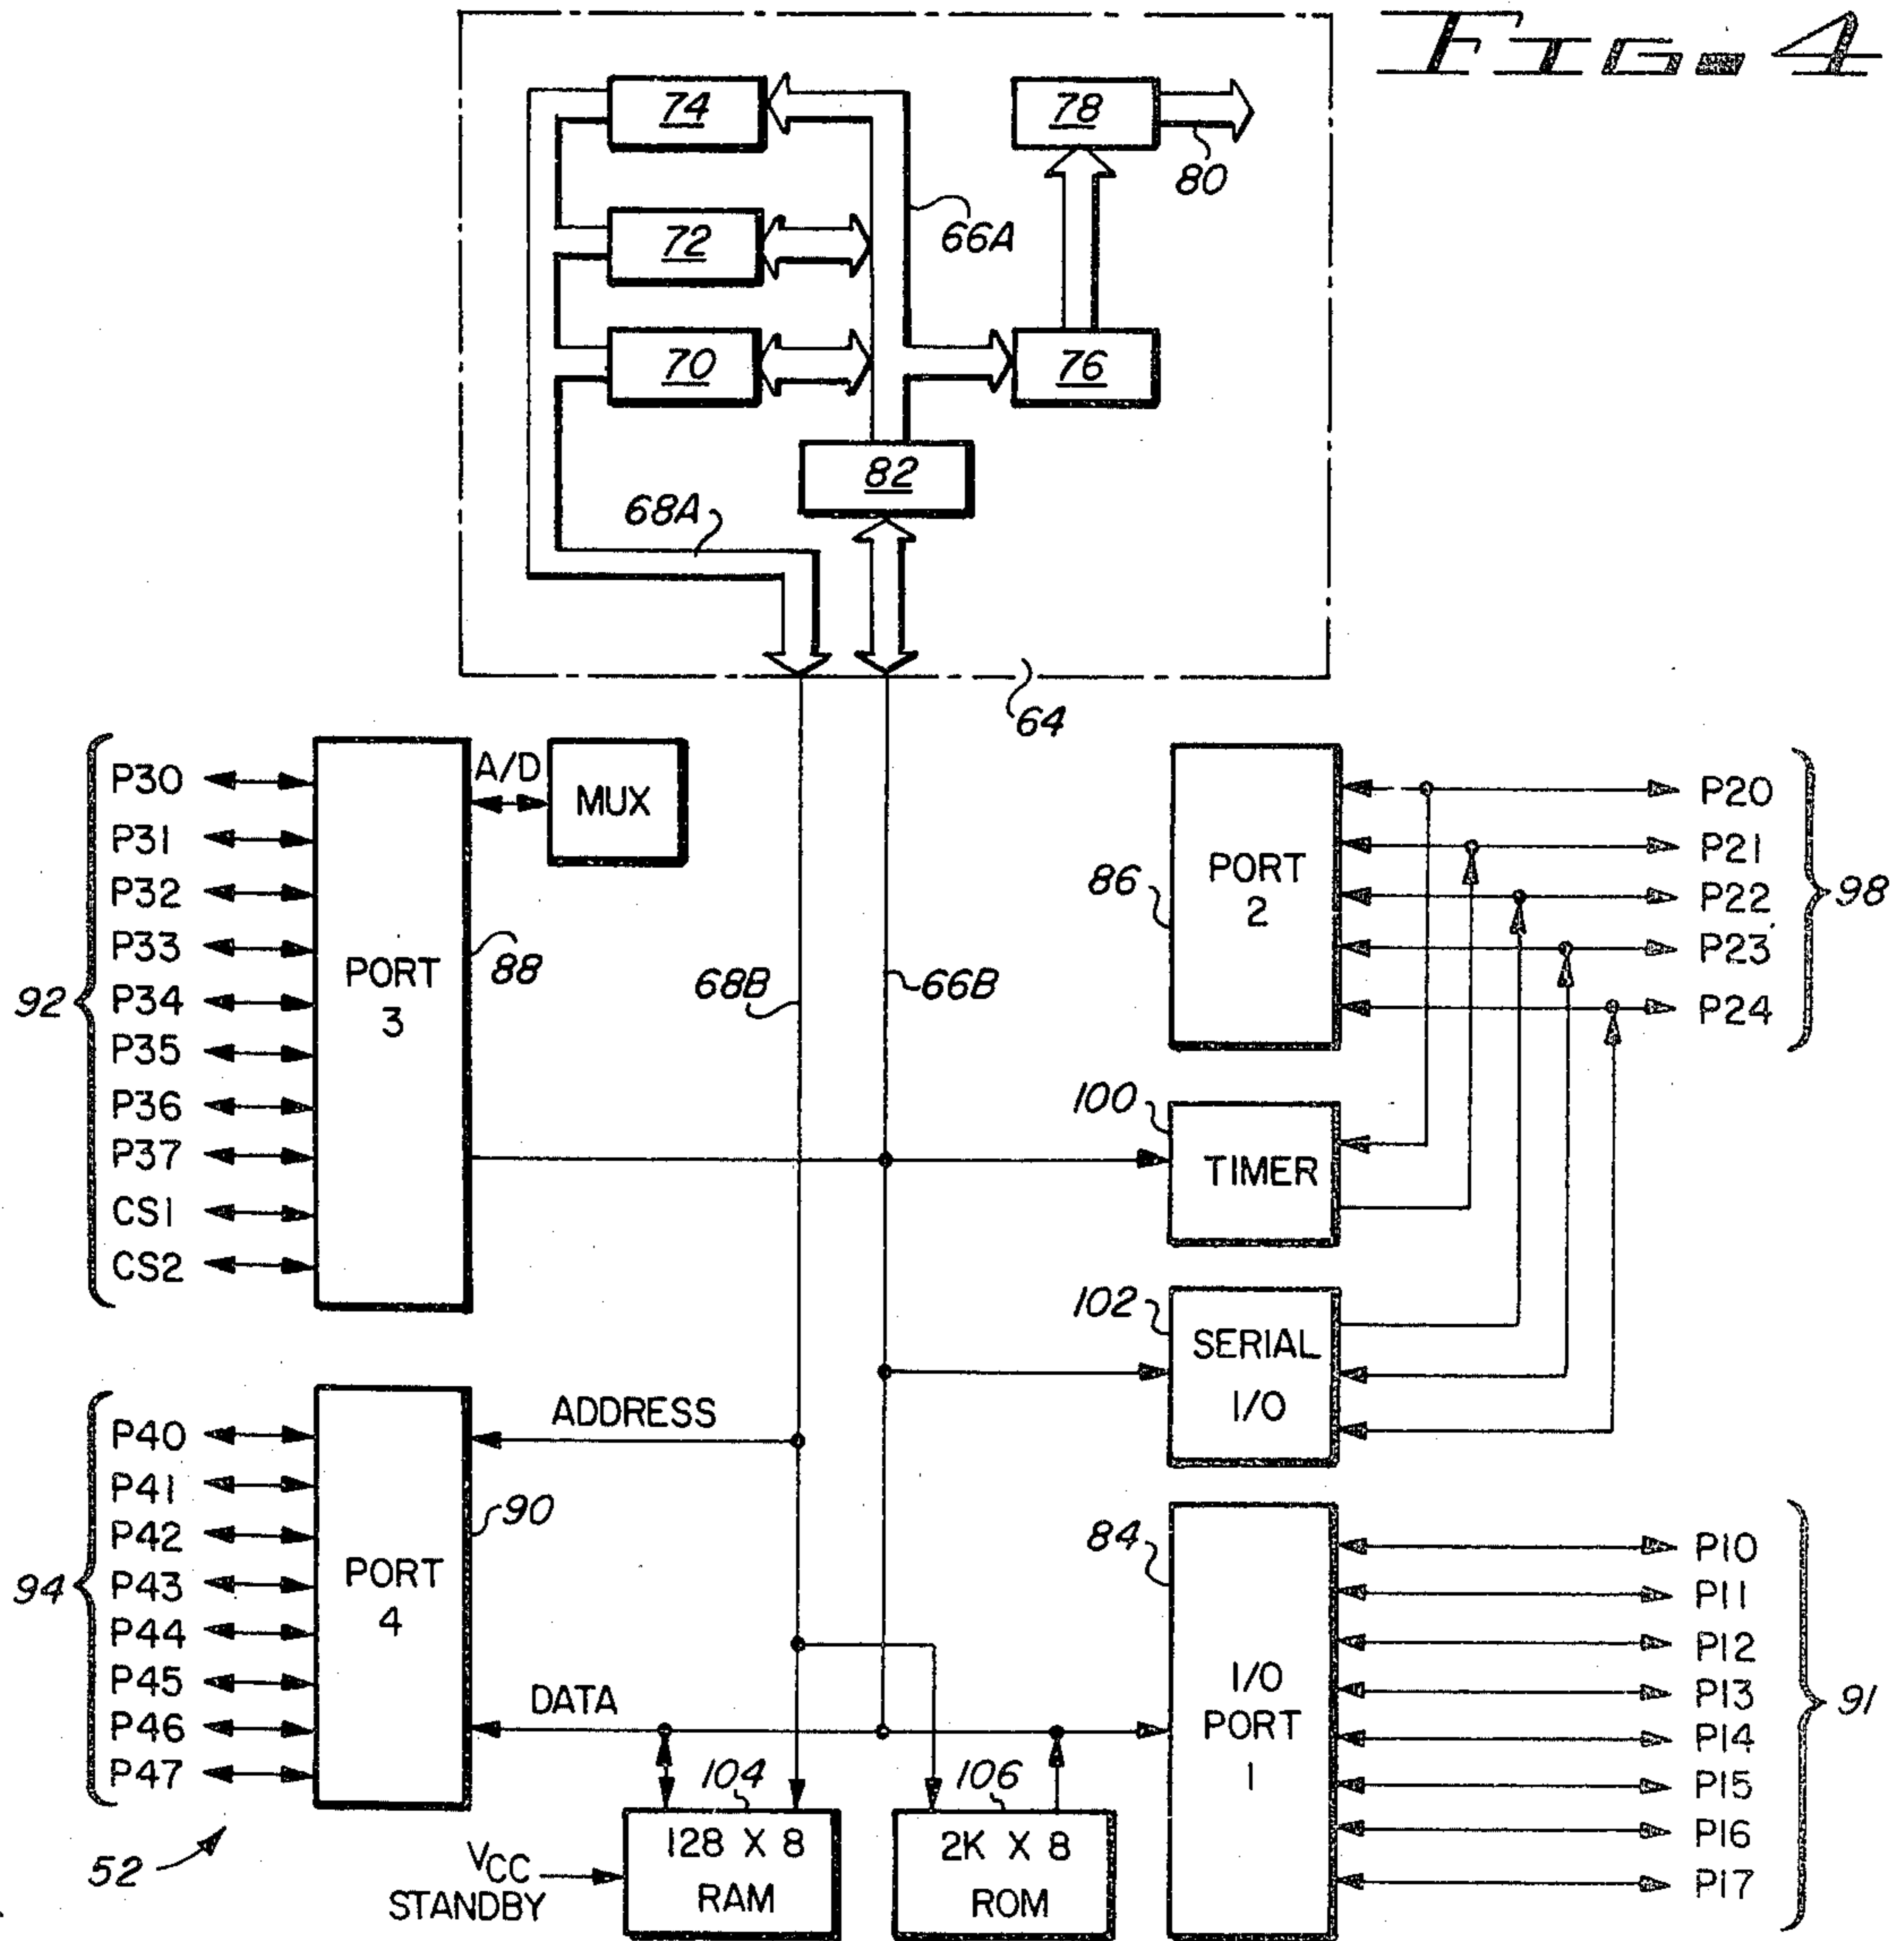 FIG. 4
74
78
80
72
66A
70
76
82
68A
64
92
P30
P31
P32
P33
P34
P35
P36
P37
CS1
CS2
PORT
3
88
A/D
MUX
68B
66B
86
PORT
2
P20
P21
P22
P23
P24
98
100
TIMER
102
SERIAL
I/O
94
P40
P41
P42
P43
P44
P45
P46
P47
PORT
4
90
ADDRESS
DATA
84
I/O
PORT
1
P10
P11
P12
P13
P14
P15
P16
P17
91
52
VCC
STANDBY
104
128 X 8
RAM
106
2K X 8
ROM